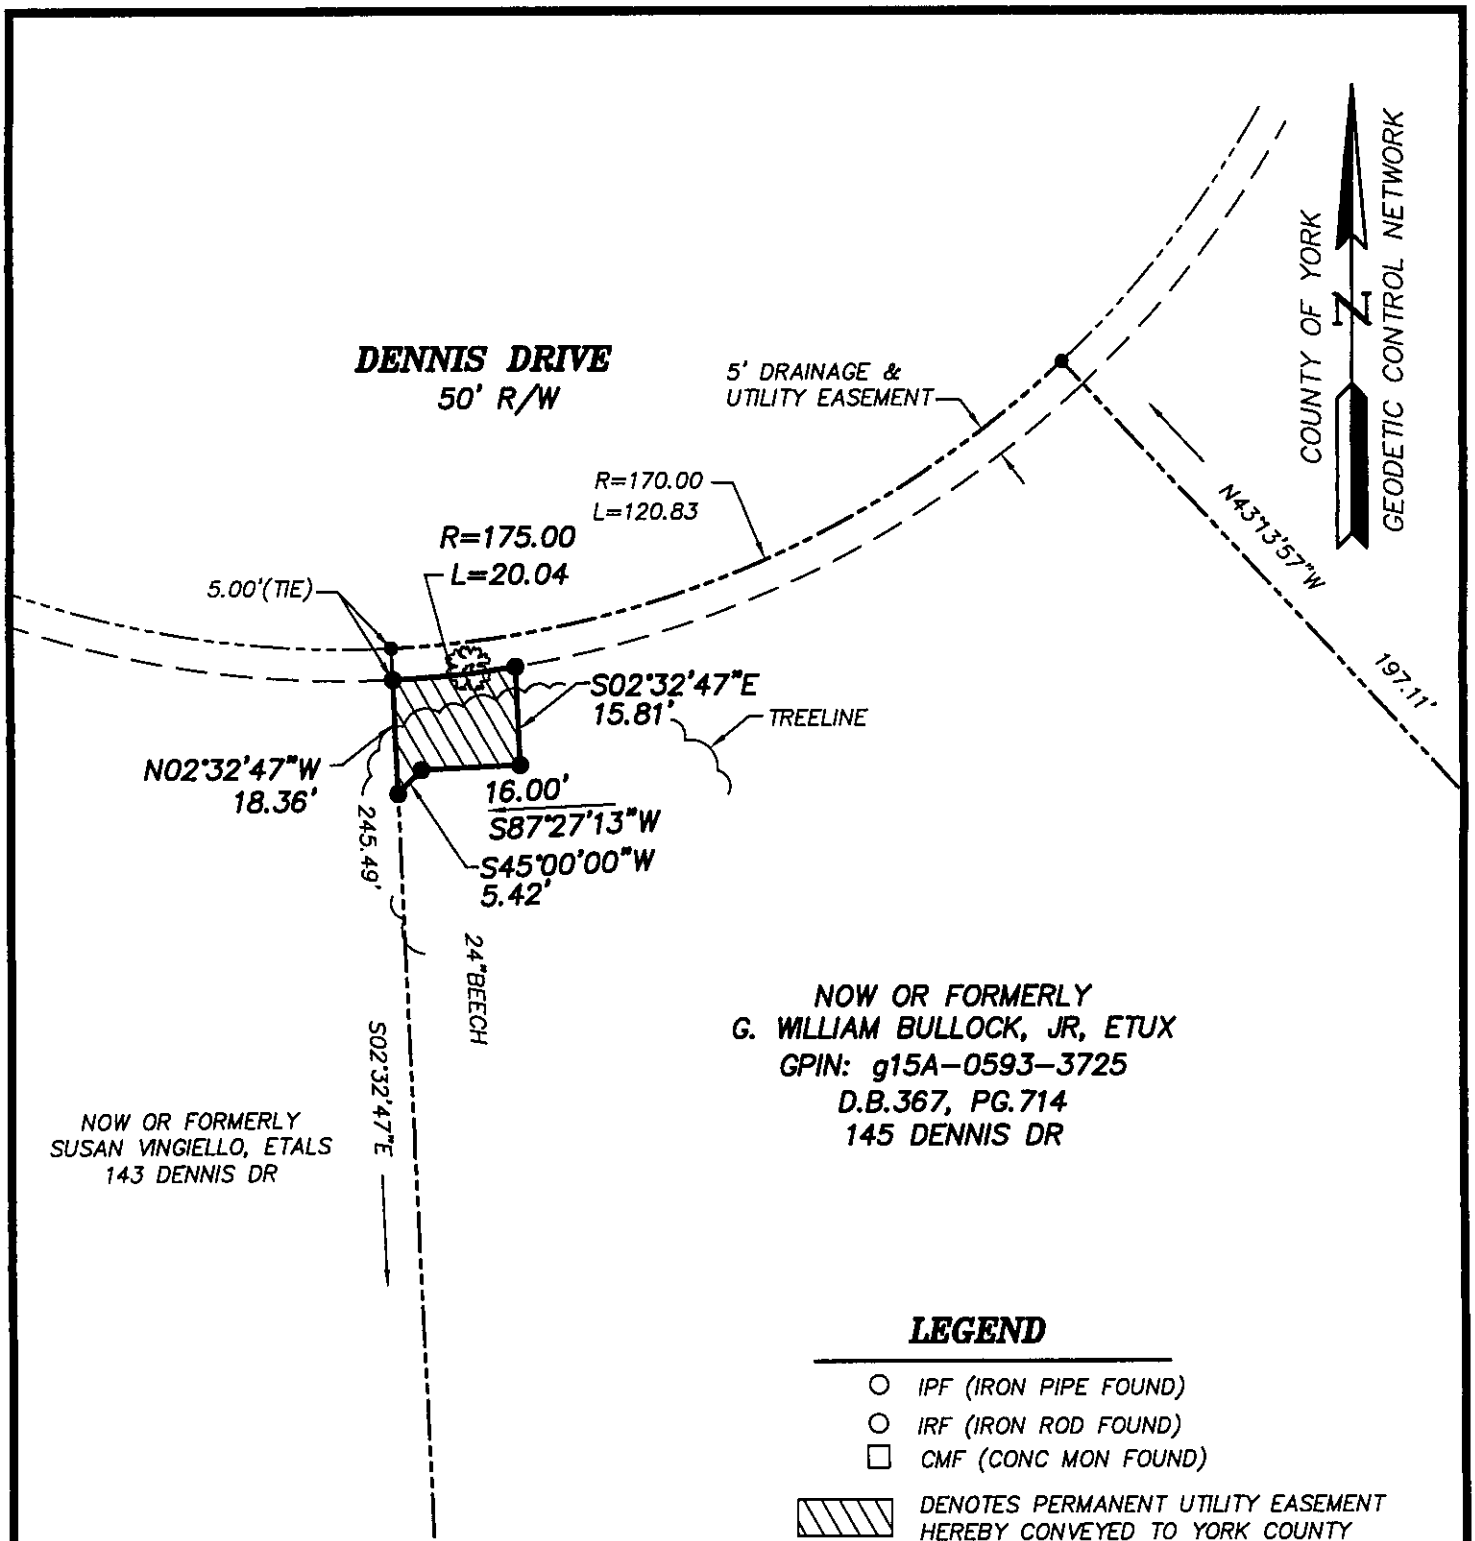 COUNTY OF YORK
N
GEODETIC CONTROL NETWORK
DENNIS DRIVE
50' R/W
5' DRAINAGE &
UTILITY EASEMENT
R=170.00
L=120.83
R=175.00
L=20.04
5.00'(TIE)
N43°13'57"W
197.11'
S02°32'47"E
15.81'
TREELINE
N02°32'47"W
18.36'
16.00'
S87°27'13"W
S45°00'00"W
5.42'
245.49'
24"BEECH
S02°32'47"E
NOW OR FORMERLY
G. WILLIAM BULLOCK, JR, ETUX
GPIN: g15A-0593-3725
D.B.367, PG.714
145 DENNIS DR
NOW OR FORMERLY
SUSAN VINGIELLO, ETALS
143 DENNIS DR
LEGEND
IPF (IRON PIPE FOUND)
IRF (IRON ROD FOUND)
CMF (CONC MON FOUND)
DENOTES PERMANENT UTILITY EASEMENT
HEREBY CONVEYED TO YORK COUNTY